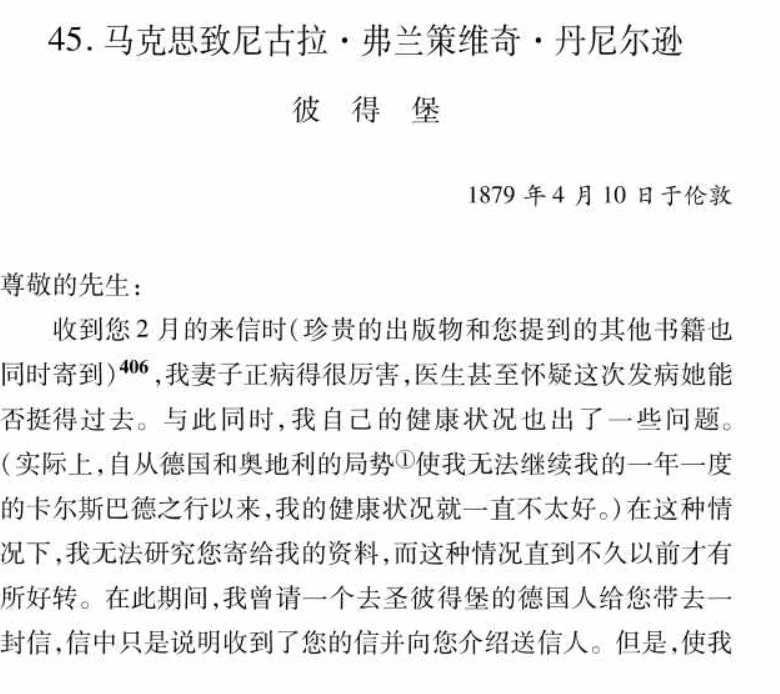 45. 马克思致尼古拉·弗兰策维奇·丹尼尔逊
彼 得 堡
1879 年 4 月 10 日于伦敦
尊敬的先生：
收到您 2 月的来信时(珍贵的出版物和您提到的其他书籍也
同时寄到)406，我妻子正病得很厉害，医生甚至怀疑这次发病她能
否挺得过去。与此同时，我自己的健康状况也出了一些问题。
(实际上，自从德国和奥地利的局势①使我无法继续我的一年一度
的卡尔斯巴德之行以来，我的健康状况就一直不太好。)在这种情
况下，我无法研究您寄给我的资料，而这种情况直到不久以前才有
所好转。在此期间，我曾请一个去圣彼得堡的德国人给您带去一
封信，信中只是说明收到了您的信并向您介绍送信人。但是，使我